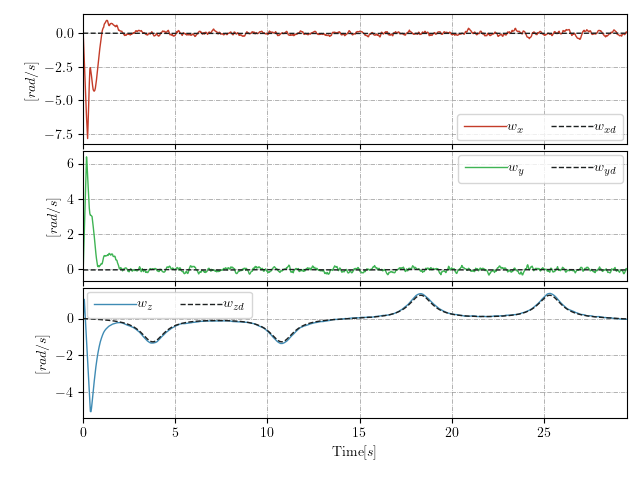 0.0
−2.5
−5.0
−7.5
[rad/s]
w_x w_xd
6
4
2
0
[rad/s]
w_y w_yd
0
−2
−4
[rad/s]
w_z w_zd
0 5 10 15 20 25
Time[s]